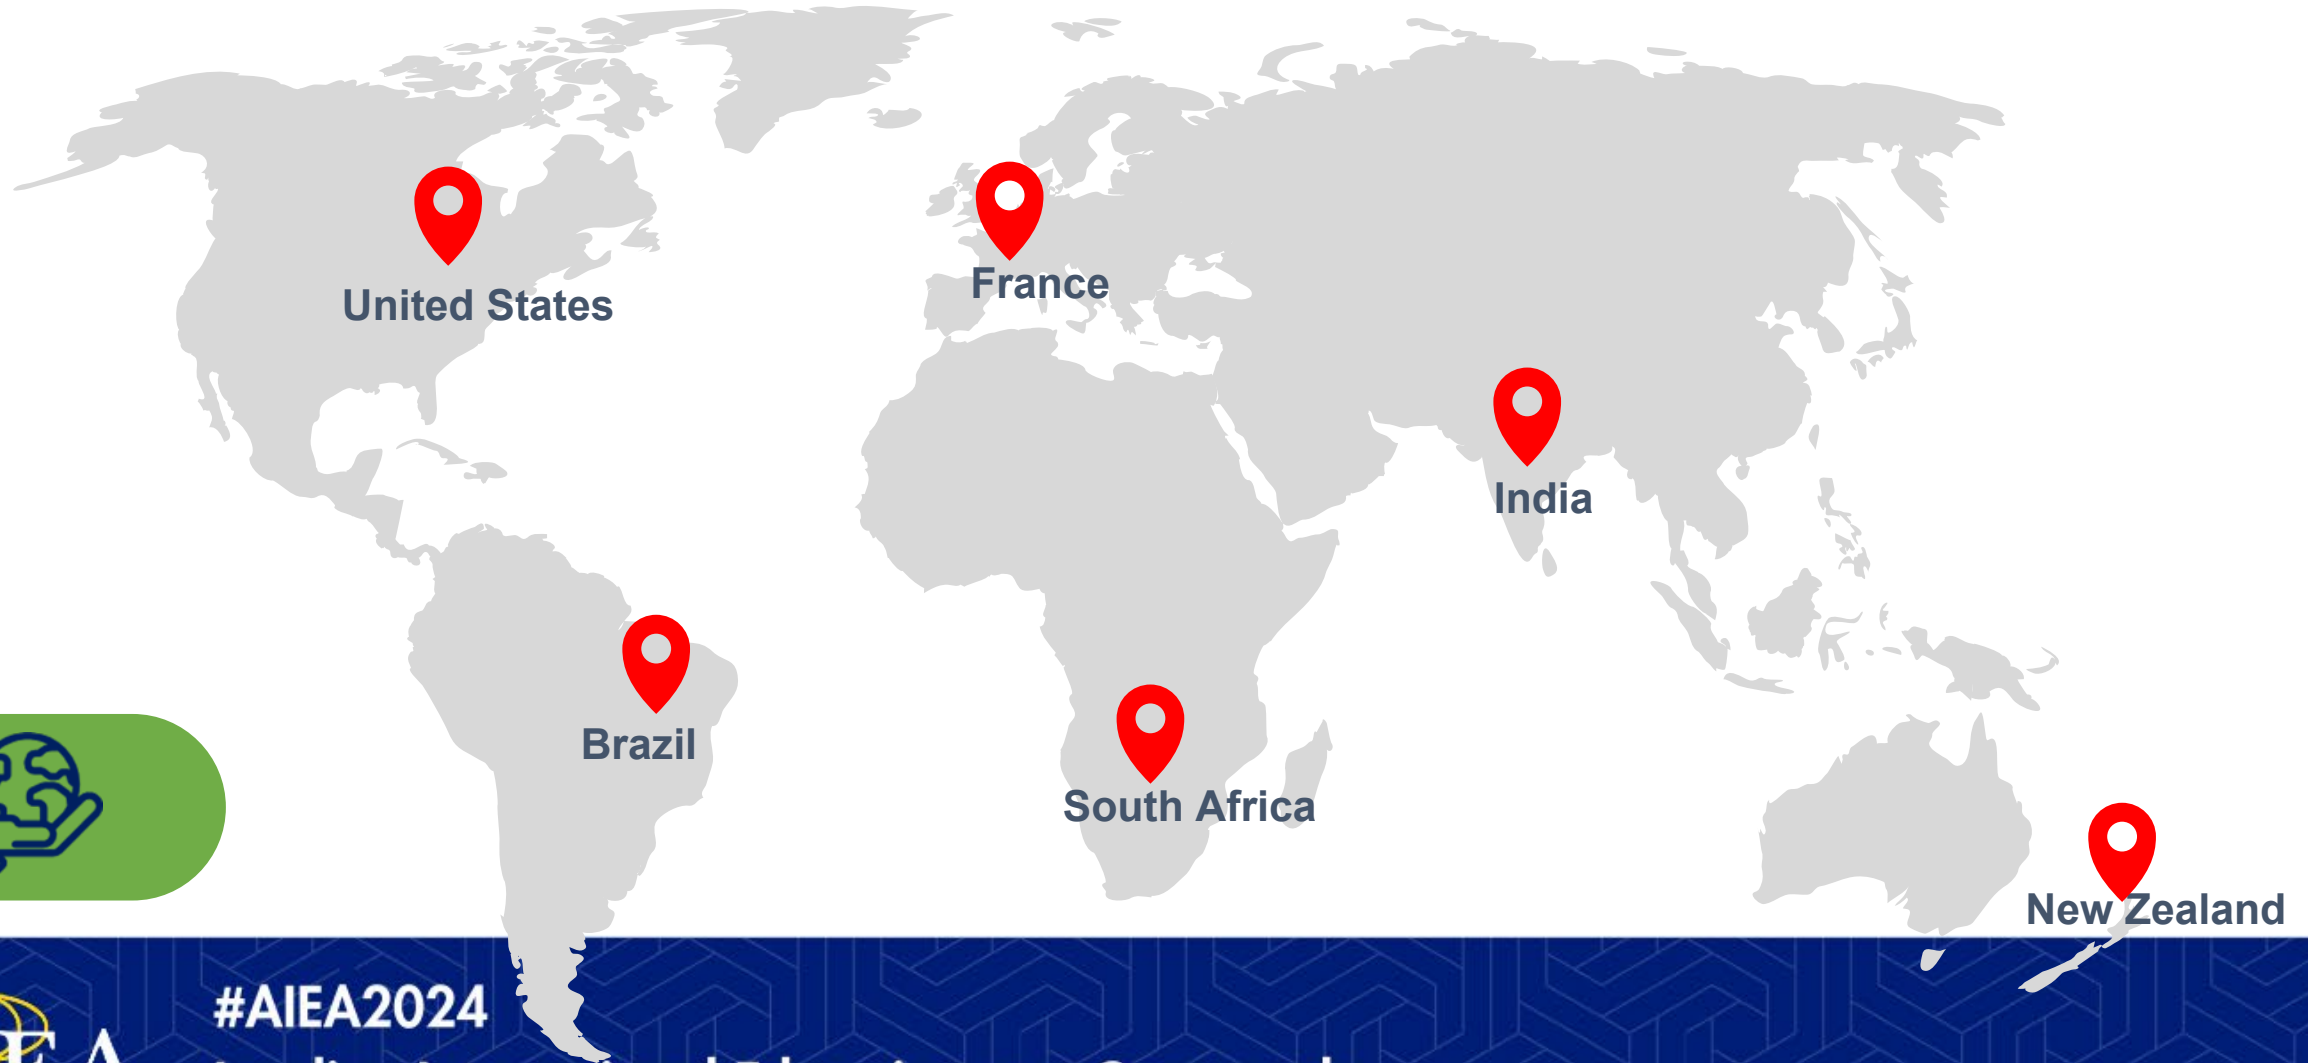 United States
France
India
Brazil
South Africa
New Zealand
#AIEA2024